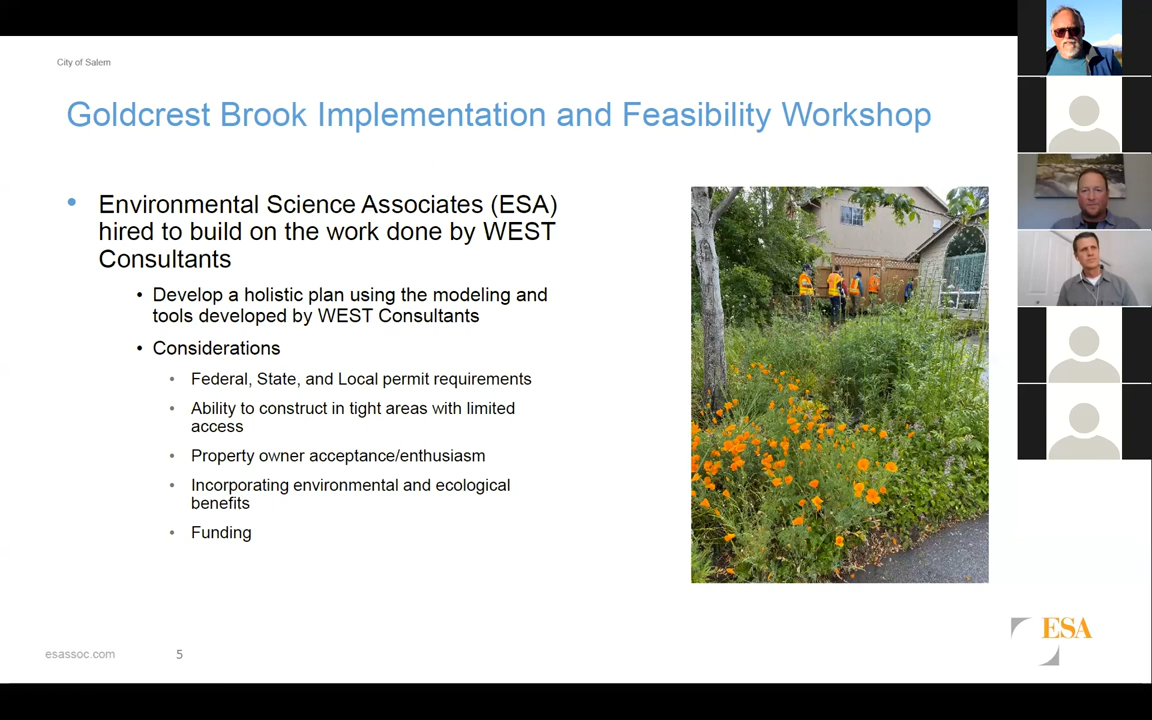 City of Salem
Goldcrest Brook Implementation and Feasibility Workshop
• Environmental Science Associates (ESA)
hired to build on the work done by WEST
Consultants
• Develop a holistic plan using the modeling and
tools developed by WEST Consultants
• Considerations
• Federal, State, and Local permit requirements
• Ability to construct in tight areas with limited
access
• Property owner acceptance/enthusiasm
• Incorporating environmental and ecological
benefits
• Funding
esassoc.com
5
ESA